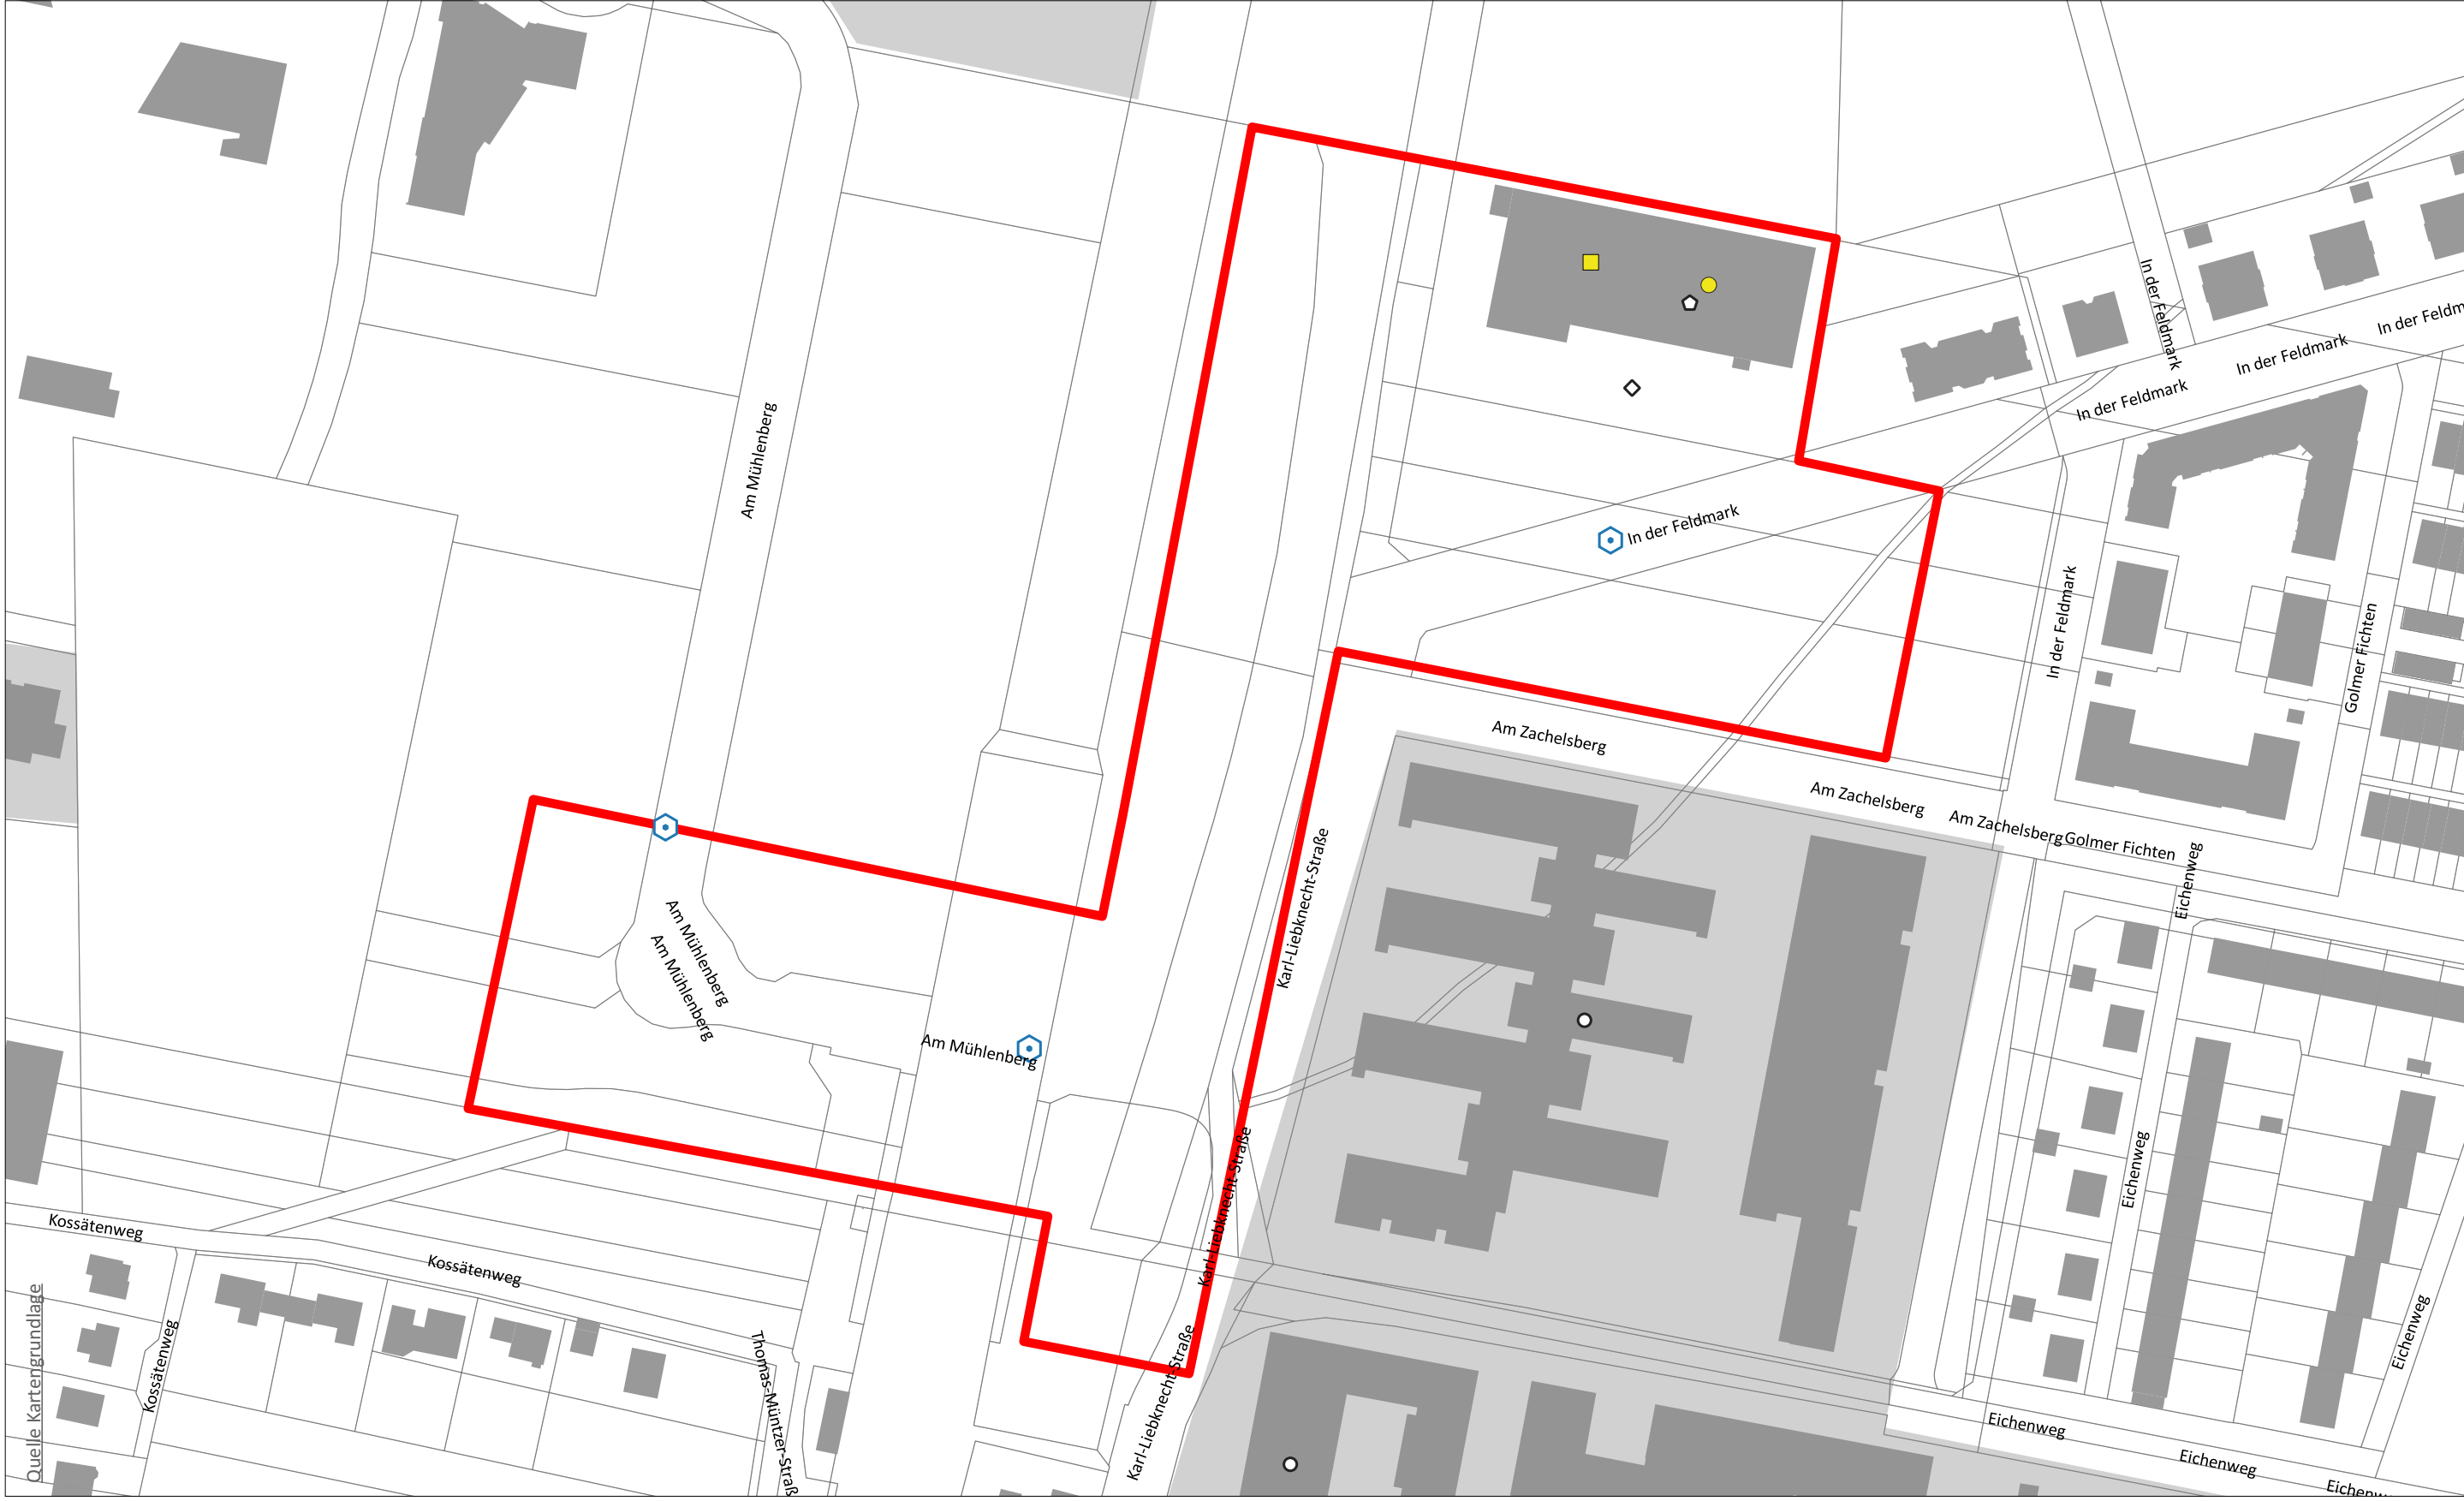 In der Feldmark
In der Feldm
In der Feldmark
In der Feldmark
Am Mühlenberg
In der Feldmark
In der Feldmark
Golmer Fichten
Am Zachelsberg
Am Zachelsberg
Am Zachelsberg
Golmer Fichten
Karl-Liebknecht-Straße
Eichenweg
Am Mühlenberg
Am Mühlenberg
Am Mühlenberg
Karl-Liebknecht-Straße
Eichenweg
Kossätenweg
Kossätenweg
Kossätenweg
Thomas-Müntzer-Straß
Karl-Liebknecht-Straße
Eichenweg
Eichenweg
Eichenweg
Eichenw
Quelle Kartengrundlage